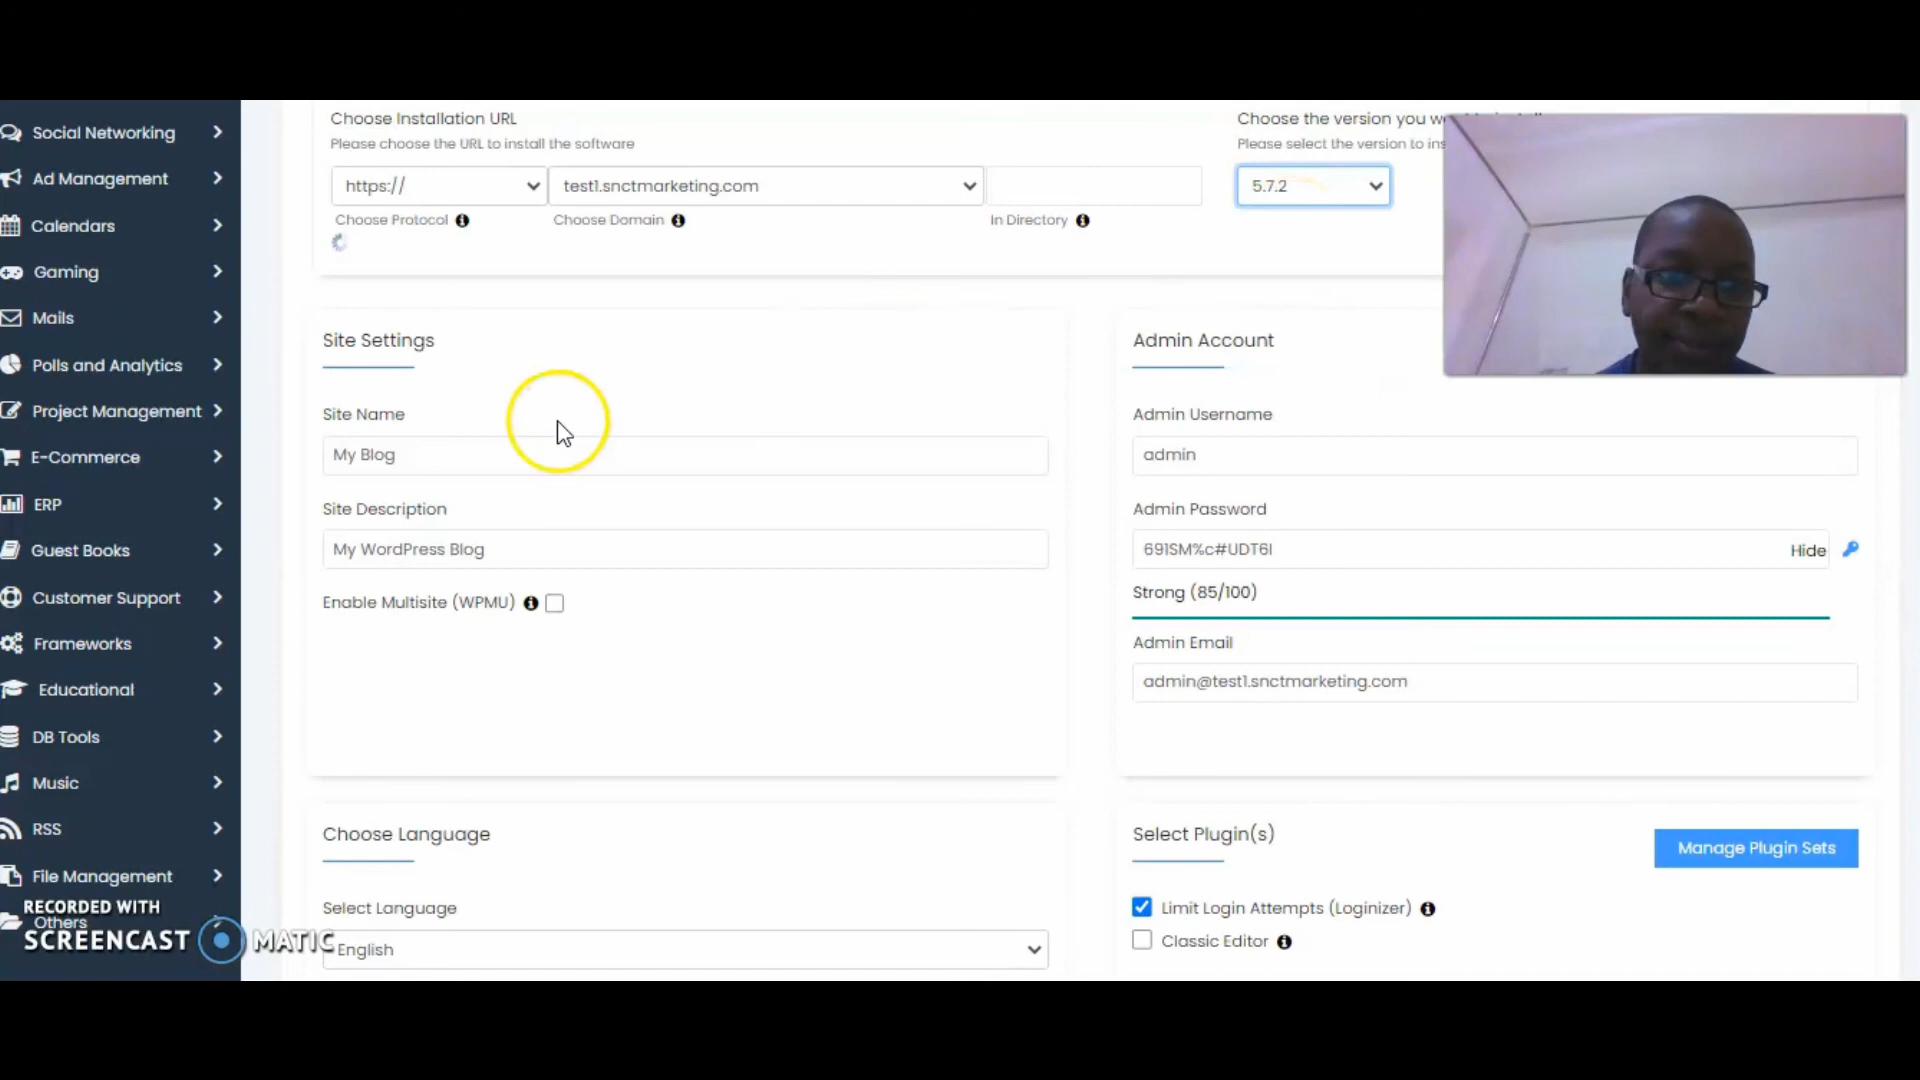 Choose Installation URL
Please choose the URL to install the software
https://
test1.snctmarketing.com
Choose Protocol
Choose Domain
In Directory
Choose the version you
Please select the version to
5.7.2
Social Networking
Ad Management
Calendars
Gaming
Mails
Polls and Analytics
Project Management
E-Commerce
ERP
Guest Books
Customer Support
Frameworks
Educational
DB Tools
Music
RSS
File Management
Others
Site Settings
Site Name
My Blog
Site Description
My WordPress Blog
Enable Multisite (WPMU)
Admin Account
Admin Username
admin
Admin Password
691SM%c#UDT6I
Hide
Strong (85/100)
Admin Email
admin@test1.snctmarketing.com
Choose Language
Select Language
English
Select Plugin(s)
Manage Plugin Sets
Limit Login Attempts (Loginizer)
Classic Editor
RECORDED WITH
SCREENCAST MATIC